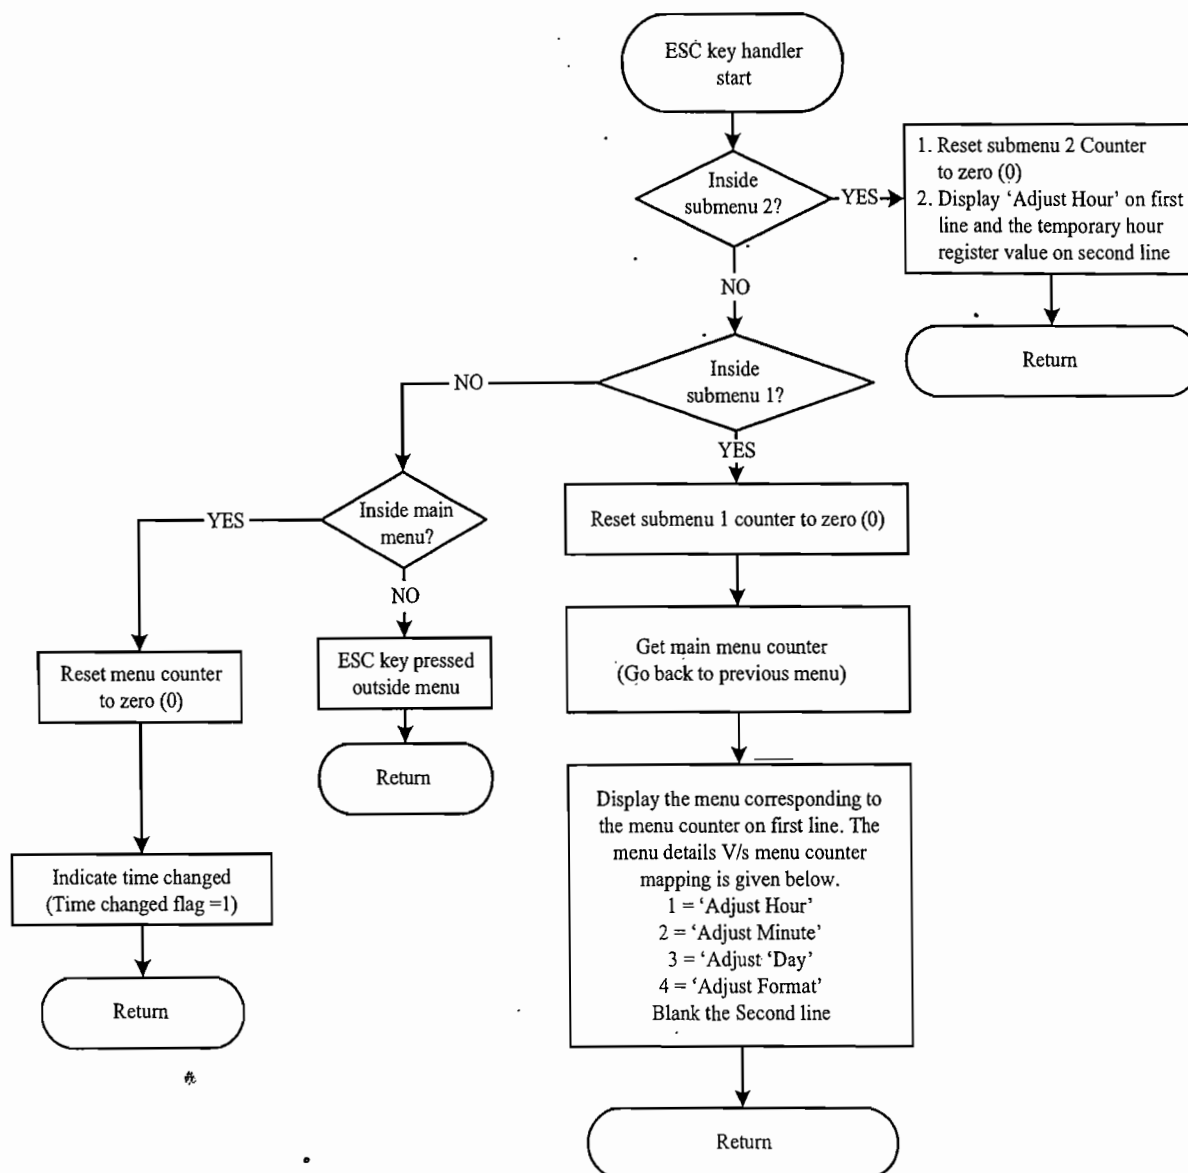 ESC key handler
start
Inside
submenu 2?
YES
1. Reset submenu 2 Counter
to zero (0)
2. Display ‘Adjust Hour’ on first
line and the temporary hour
register value on second line
Return
NO
Inside
submenu 1?
NO
YES
Inside main
menu?
YES
NO
Reset menu counter
to zero (0)
Indicate time changed
(Time changed flag =1)
Return
ESC key pressed
outside menu
Return
Reset submenu 1 counter to zero (0)
Get main menu counter
(Go back to previous menu)
Display the menu corresponding to
the menu counter on first line. The
menu details V/s menu counter
mapping is given below.
1 = ‘Adjust Hour’
2 = ‘Adjust Minute’
3 = ‘Adjust ‘Day’
4 = ‘Adjust Format’
Blank the Second line
Return